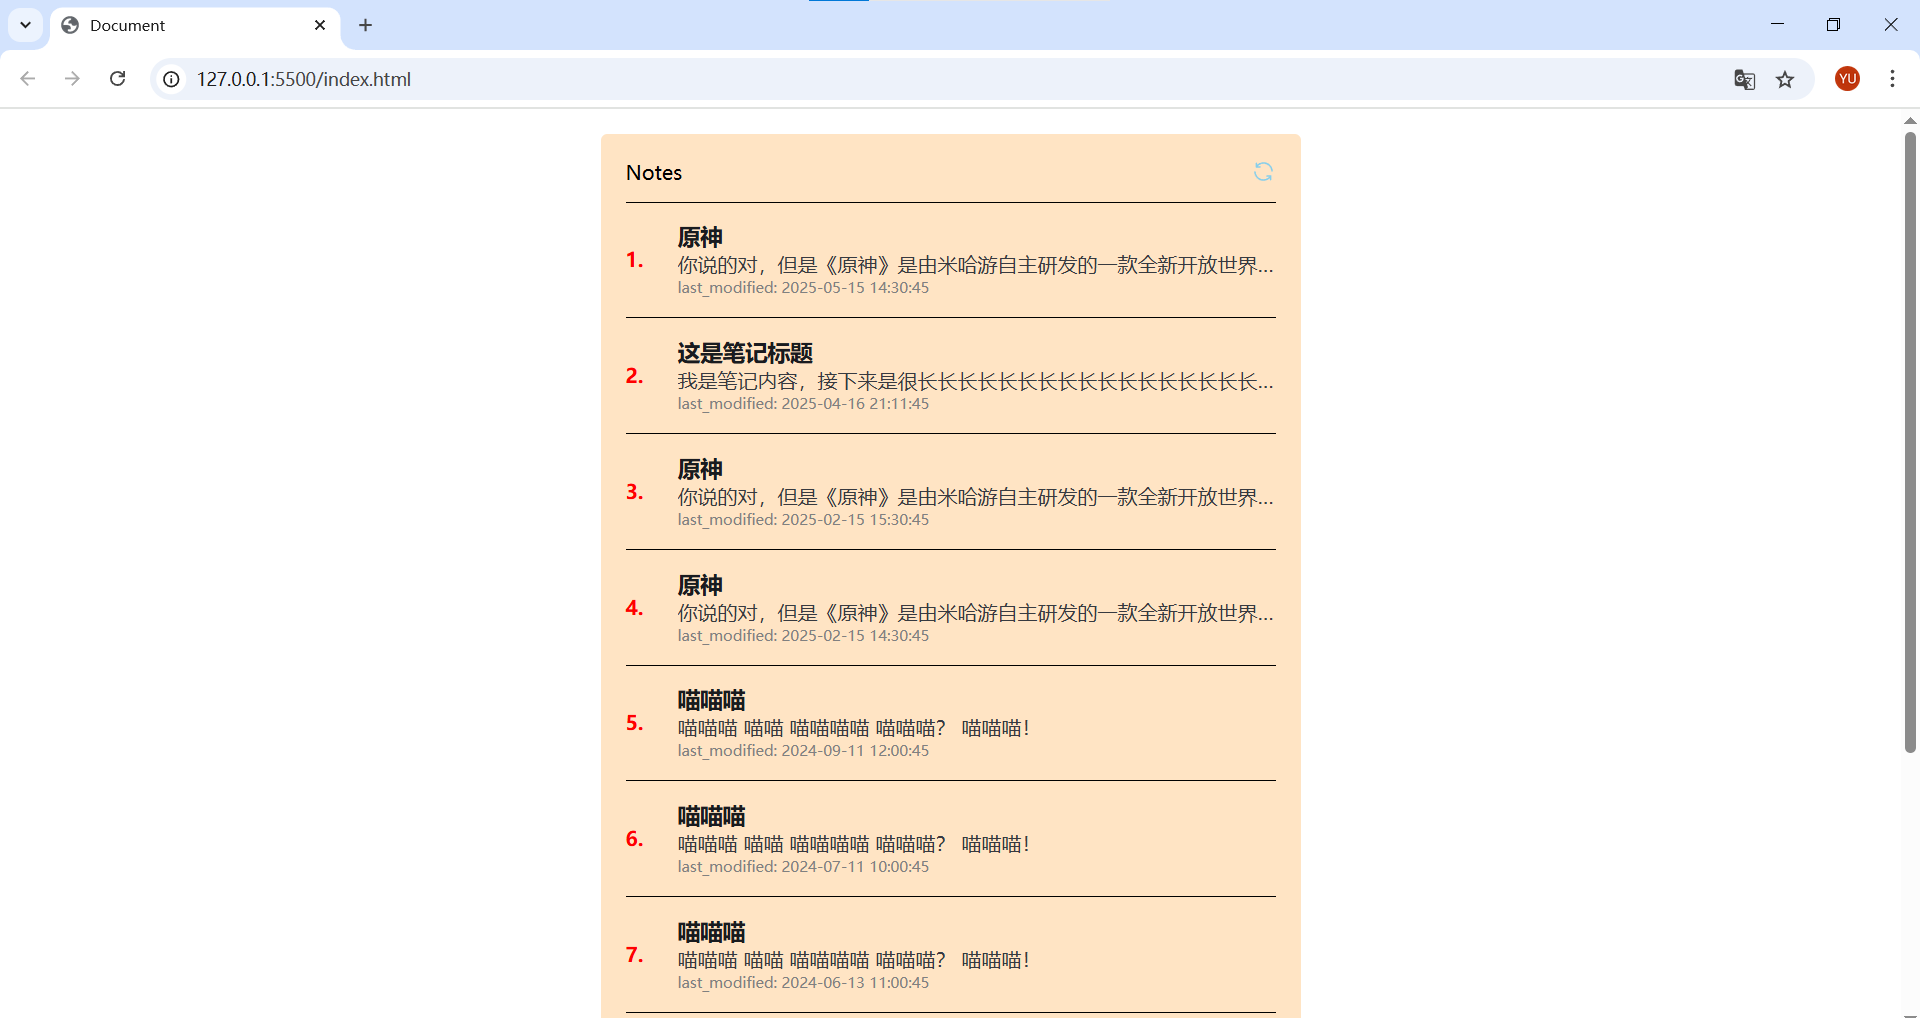 Document
127.0.0.1:5500/index.html
YU
Notes
1.
原神
你说的对，但是《原神》是由米哈游自主研发的一款全新开放世界...
last_modified: 2025-05-15 14:30:45
2.
这是笔记标题
我是笔记内容，接下来是很长长长长长长长长长长长长长长长长长...
last_modified: 2025-04-16 21:11:45
3.
原神
你说的对，但是《原神》是由米哈游自主研发的一款全新开放世界...
last_modified: 2025-02-15 15:30:45
4.
原神
你说的对，但是《原神》是由米哈游自主研发的一款全新开放世界...
last_modified: 2025-02-15 14:30:45
5.
喵喵喵
喵喵喵 喵喵 喵喵喵喵 喵喵喵？ 喵喵喵！
last_modified: 2024-09-11 12:00:45
6.
喵喵喵
喵喵喵 喵喵 喵喵喵喵 喵喵喵？ 喵喵喵！
last_modified: 2024-07-11 10:00:45
7.
喵喵喵
喵喵喵 喵喵 喵喵喵喵 喵喵喵？ 喵喵喵！
last_modified: 2024-06-13 11:00:45